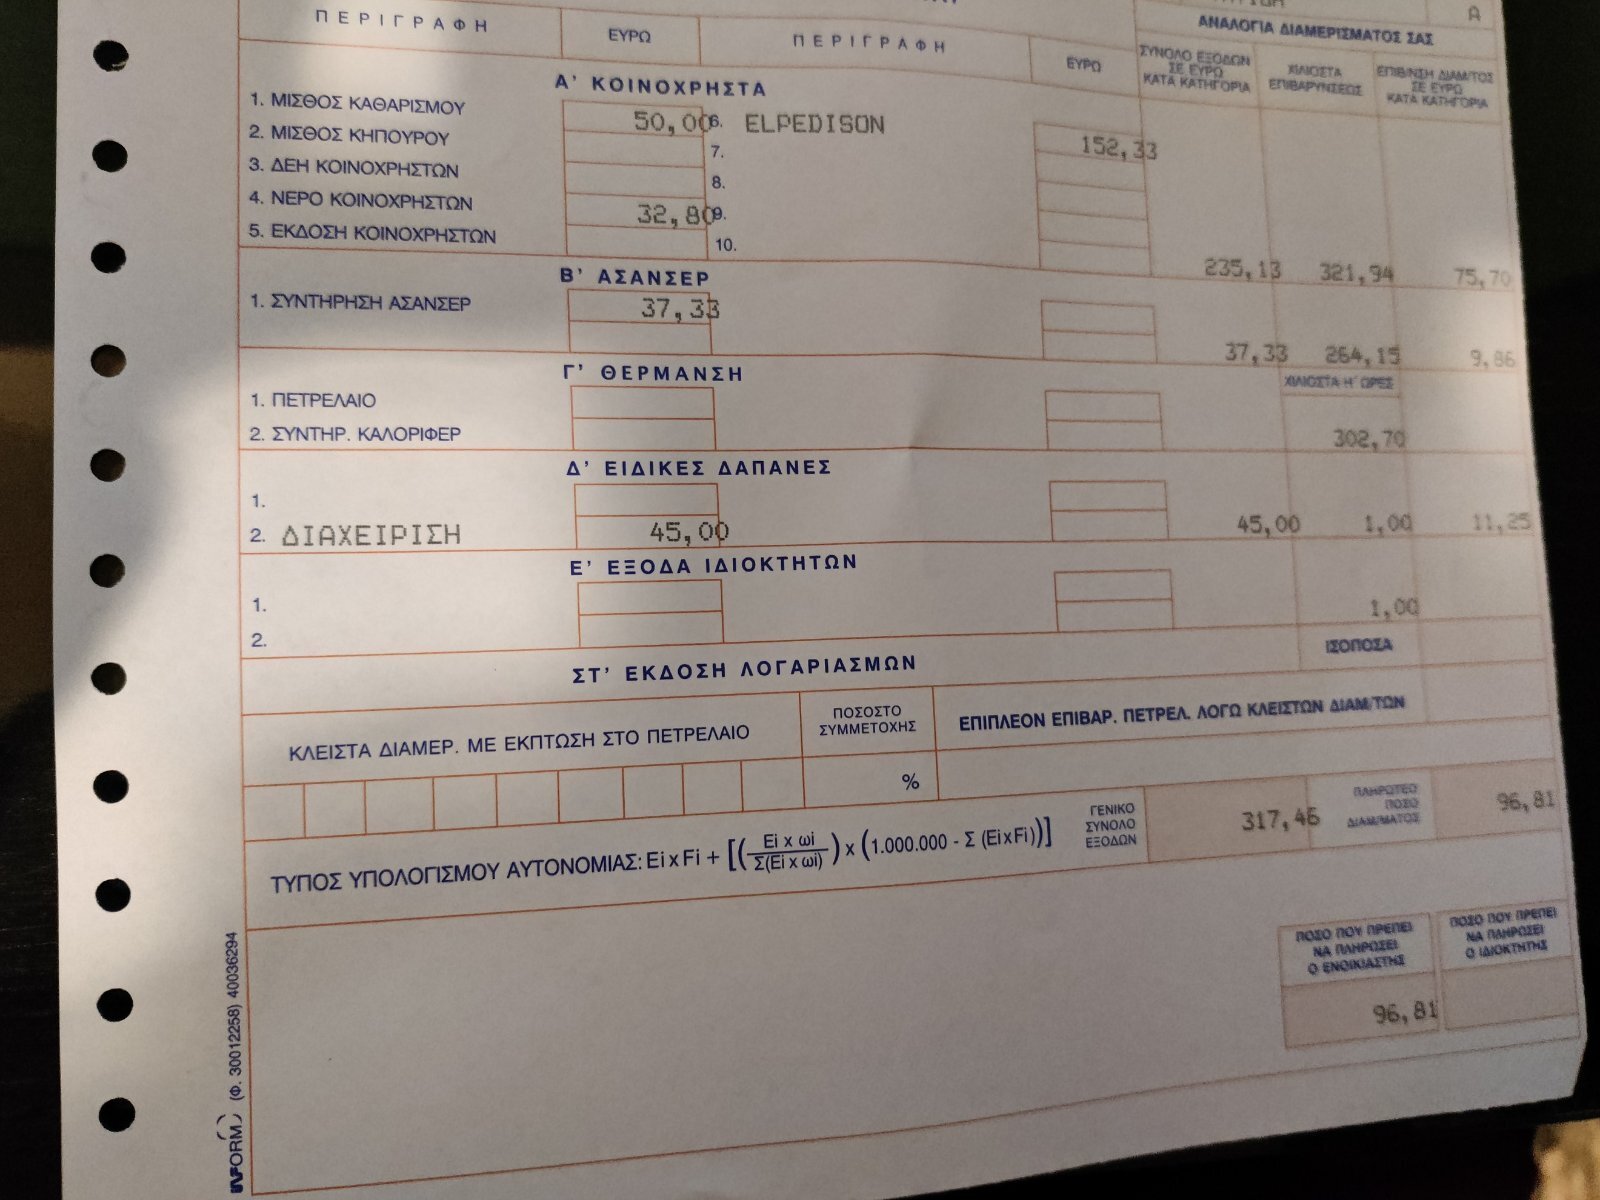 Α
ΠΕΡΙΓΡΑΦΗ ΕΥΡΩ ΠΕΡΙΓΡΑΦΗ ΕΥΡΩ
ΑΝΑΛΟΓΙΑ ΔΙΑΜΕΡΙΣΜΑΤΟΣ ΣΑΣ
ΣΥΝΟΛΟ ΕΞΟΔΩΝ ΣΕ ΕΥΡΩ ΚΑΤΑ ΚΑΤΗΓΟΡΙΑ
ΧΙΛΙΟΣΤΑ ΕΠΙΒΑΡΥΝΣΕΩΣ
ΕΠΙΒ/ΝΣΗ ΔΙΑΜ/ΤΟΣ ΣΕ ΕΥΡΩ ΚΑΤΑ ΚΑΤΗΓΟΡΙΑ
Α' ΚΟΙΝΟΧΡΗΣΤΑ
1. ΜΙΣΘΟΣ ΚΑΘΑΡΙΣΜΟΥ 50,00 6. ELPEDISON 152,33
2. ΜΙΣΘΟΣ ΚΗΠΟΥΡΟΥ 7.
3. ΔΕΗ ΚΟΙΝΟΧΡΗΣΤΩΝ 8.
4. ΝΕΡΟ ΚΟΙΝΟΧΡΗΣΤΩΝ 32,80 9.
5. ΕΚΔΟΣΗ ΚΟΙΝΟΧΡΗΣΤΩΝ 10.
235,13 321,94 75,70
Β' ΑΣΑΝΣΕΡ
1. ΣΥΝΤΗΡΗΣΗ ΑΣΑΝΣΕΡ 37,33
37,33 264,15 9,86
Γ' ΘΕΡΜΑΝΣΗ
ΧΙΛΙΟΣΤΑ Η' ΩΡΕΣ
1. ΠΕΤΡΕΛΑΙΟ
2. ΣΥΝΤΗΡ. ΚΑΛΟΡΙΦΕΡ 302,70
Δ' ΕΙΔΙΚΕΣ ΔΑΠΑΝΕΣ
1.
2. ΔΙΑΧΕΙΡΙΣΗ 45,00 45,00 1,00 11,25
Ε' ΕΞΟΔΑ ΙΔΙΟΚΤΗΤΩΝ
1. 1,00
2.
ΣΤ' ΕΚΔΟΣΗ ΛΟΓΑΡΙΑΣΜΩΝ ΙΣΟΠΟΣΑ
ΚΛΕΙΣΤΑ ΔΙΑΜΕΡ. ΜΕ ΕΚΠΤΩΣΗ ΣΤΟ ΠΕΤΡΕΛΑΙΟ
ΠΟΣΟΣΤΟ ΣΥΜΜΕΤΟΧΗΣ
ΕΠΙΠΛΕΟΝ ΕΠΙΒΑΡ. ΠΕΤΡΕΛ. ΛΟΓΩ ΚΛΕΙΣΤΩΝ ΔΙΑΜ/ΤΩΝ
%
ΤΥΠΟΣ ΥΠΟΛΟΓΙΣΜΟΥ ΑΥΤΟΝΟΜΙΑΣ: Ei x Fi + [(Ei x ωi / Σ(Ei x ωi)) x (1.000.000 - Σ (Ei x Fi))]
ΓΕΝΙΚΟ ΣΥΝΟΛΟ ΕΞΟΔΩΝ
317,46
ΠΛΗΡΩΤΕΟ ΠΟΣΟ ΔΙΑΜ/ΜΑΤΟΣ
96,81
ΠΟΣΟ ΠΟΥ ΠΡΕΠΕΙ ΝΑ ΠΛΗΡΩΣΕΙ Ο ΕΝΟΙΚΙΑΣΤΗΣ
ΠΟΣΟ ΠΟΥ ΠΡΕΠΕΙ ΝΑ ΠΛΗΡΩΣΕΙ Ο ΙΔΙΟΚΤΗΤΗΣ
96,81
INFORM (Φ. 30012258) 40036294